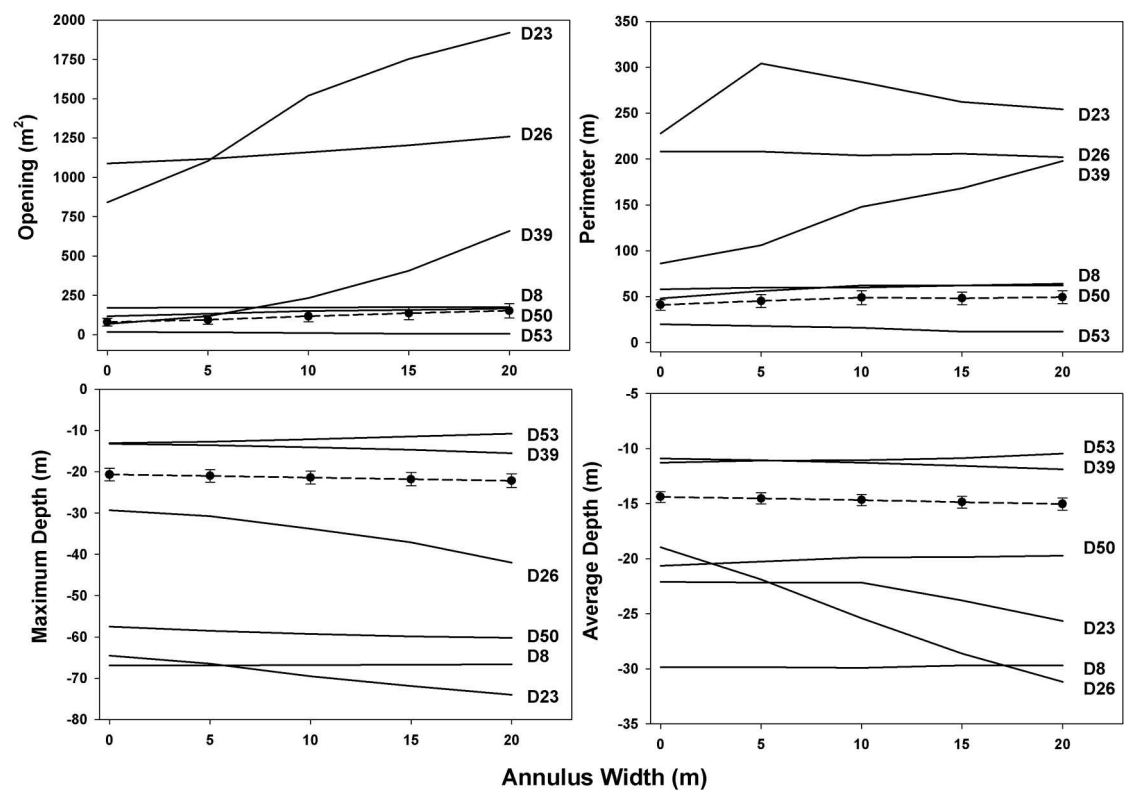 Opening (m²)
2000
1750
1500
1250
1000
750
500
250
0
0 5 10 15 20
D23
D26
D39
D8
D50
D53
Perimeter (m)
350
300
250
200
150
100
50
0
0 5 10 15 20
D23
D26
D39
D8
D50
D53
Maximum Depth (m)
0
-10
-20
-30
-40
-50
-60
-70
-80
0 5 10 15 20
D53
D39
D26
D50
D8
D23
Average Depth (m)
-5
-10
-15
-20
-25
-30
-35
0 5 10 15 20
D53
D39
D50
D23
D8
D26
Annulus Width (m)